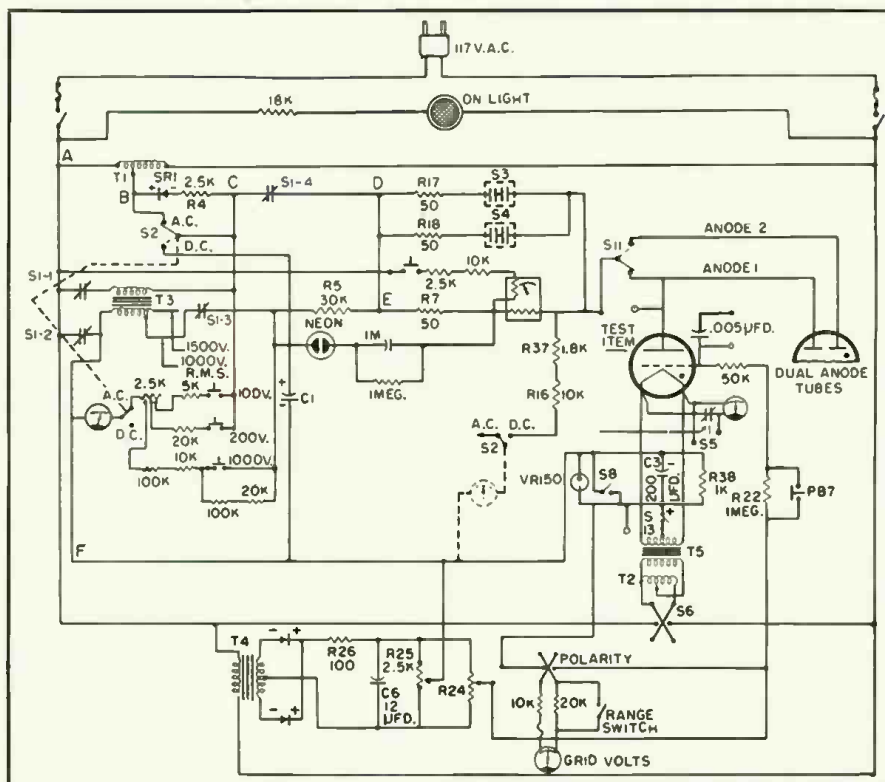 117 V. A.C.
18K
ON LIGHT
A
T1
SR1
2.5K
R4
C
S1-4
D
R17
50
S3
B
A.C.
S2
D.C.
R18
50
S4
S11
ANODE 2
ANODE 1
S1-1
T3
S1-3
2.5K
10K
R5
30K
E
R7
50
S1-2
1500V.
1000V.
R.M.S.
NEON
1M
1MEG.
R37
1.8K
TEST
ITEM
.005µFD.
DUAL ANODE
TUBES
50K
A.C.
2.5K
5K
100V.
D.C.
20K
200V.
C1
R16
10K
10K
1000V.
100K
20K
100K
A.C. D.C.
S2
S5
VR150
S8
C3
200
µFD.
R38
1K
R22
1MEG.
PB7
S
13
T5
F
T2
S6
T4
R26
100
R25
2.5K
C6
12
µFD.
R24
POLARITY
10K
20K
RANGE
SWITCH
GRID VOLTS